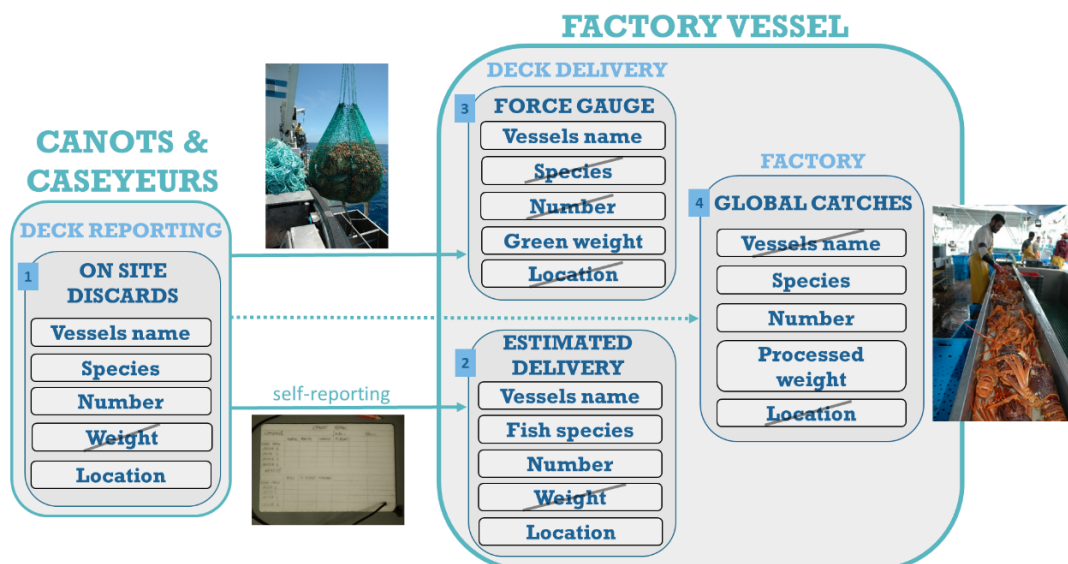 FACTORY VESSEL
CANOTS &
CASEYEURS
DECK REPORTING
1
ON SITE
DISCARDS
Vessels name
Species
Number
Weight
Location
self-reporting
DECK DELIVERY
3
FORCE GAUGE
Vessels name
Species
Number
Green weight
Location
2
ESTIMATED
DELIVERY
Vessels name
Fish species
Number
Weight
Location
FACTORY
4
GLOBAL CATCHES
Vessels name
Species
Number
Processed
weight
Location